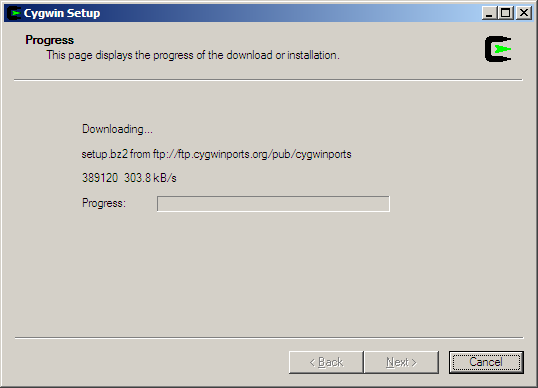 Cygwin Setup
Progress
This page displays the progress of the download or installation.
Downloading...
setup.bz2 from ftp://ftp.cygwinports.org/pub/cygwinports
389120 303.8 kB/s
Progress:
< Back Next > Cancel